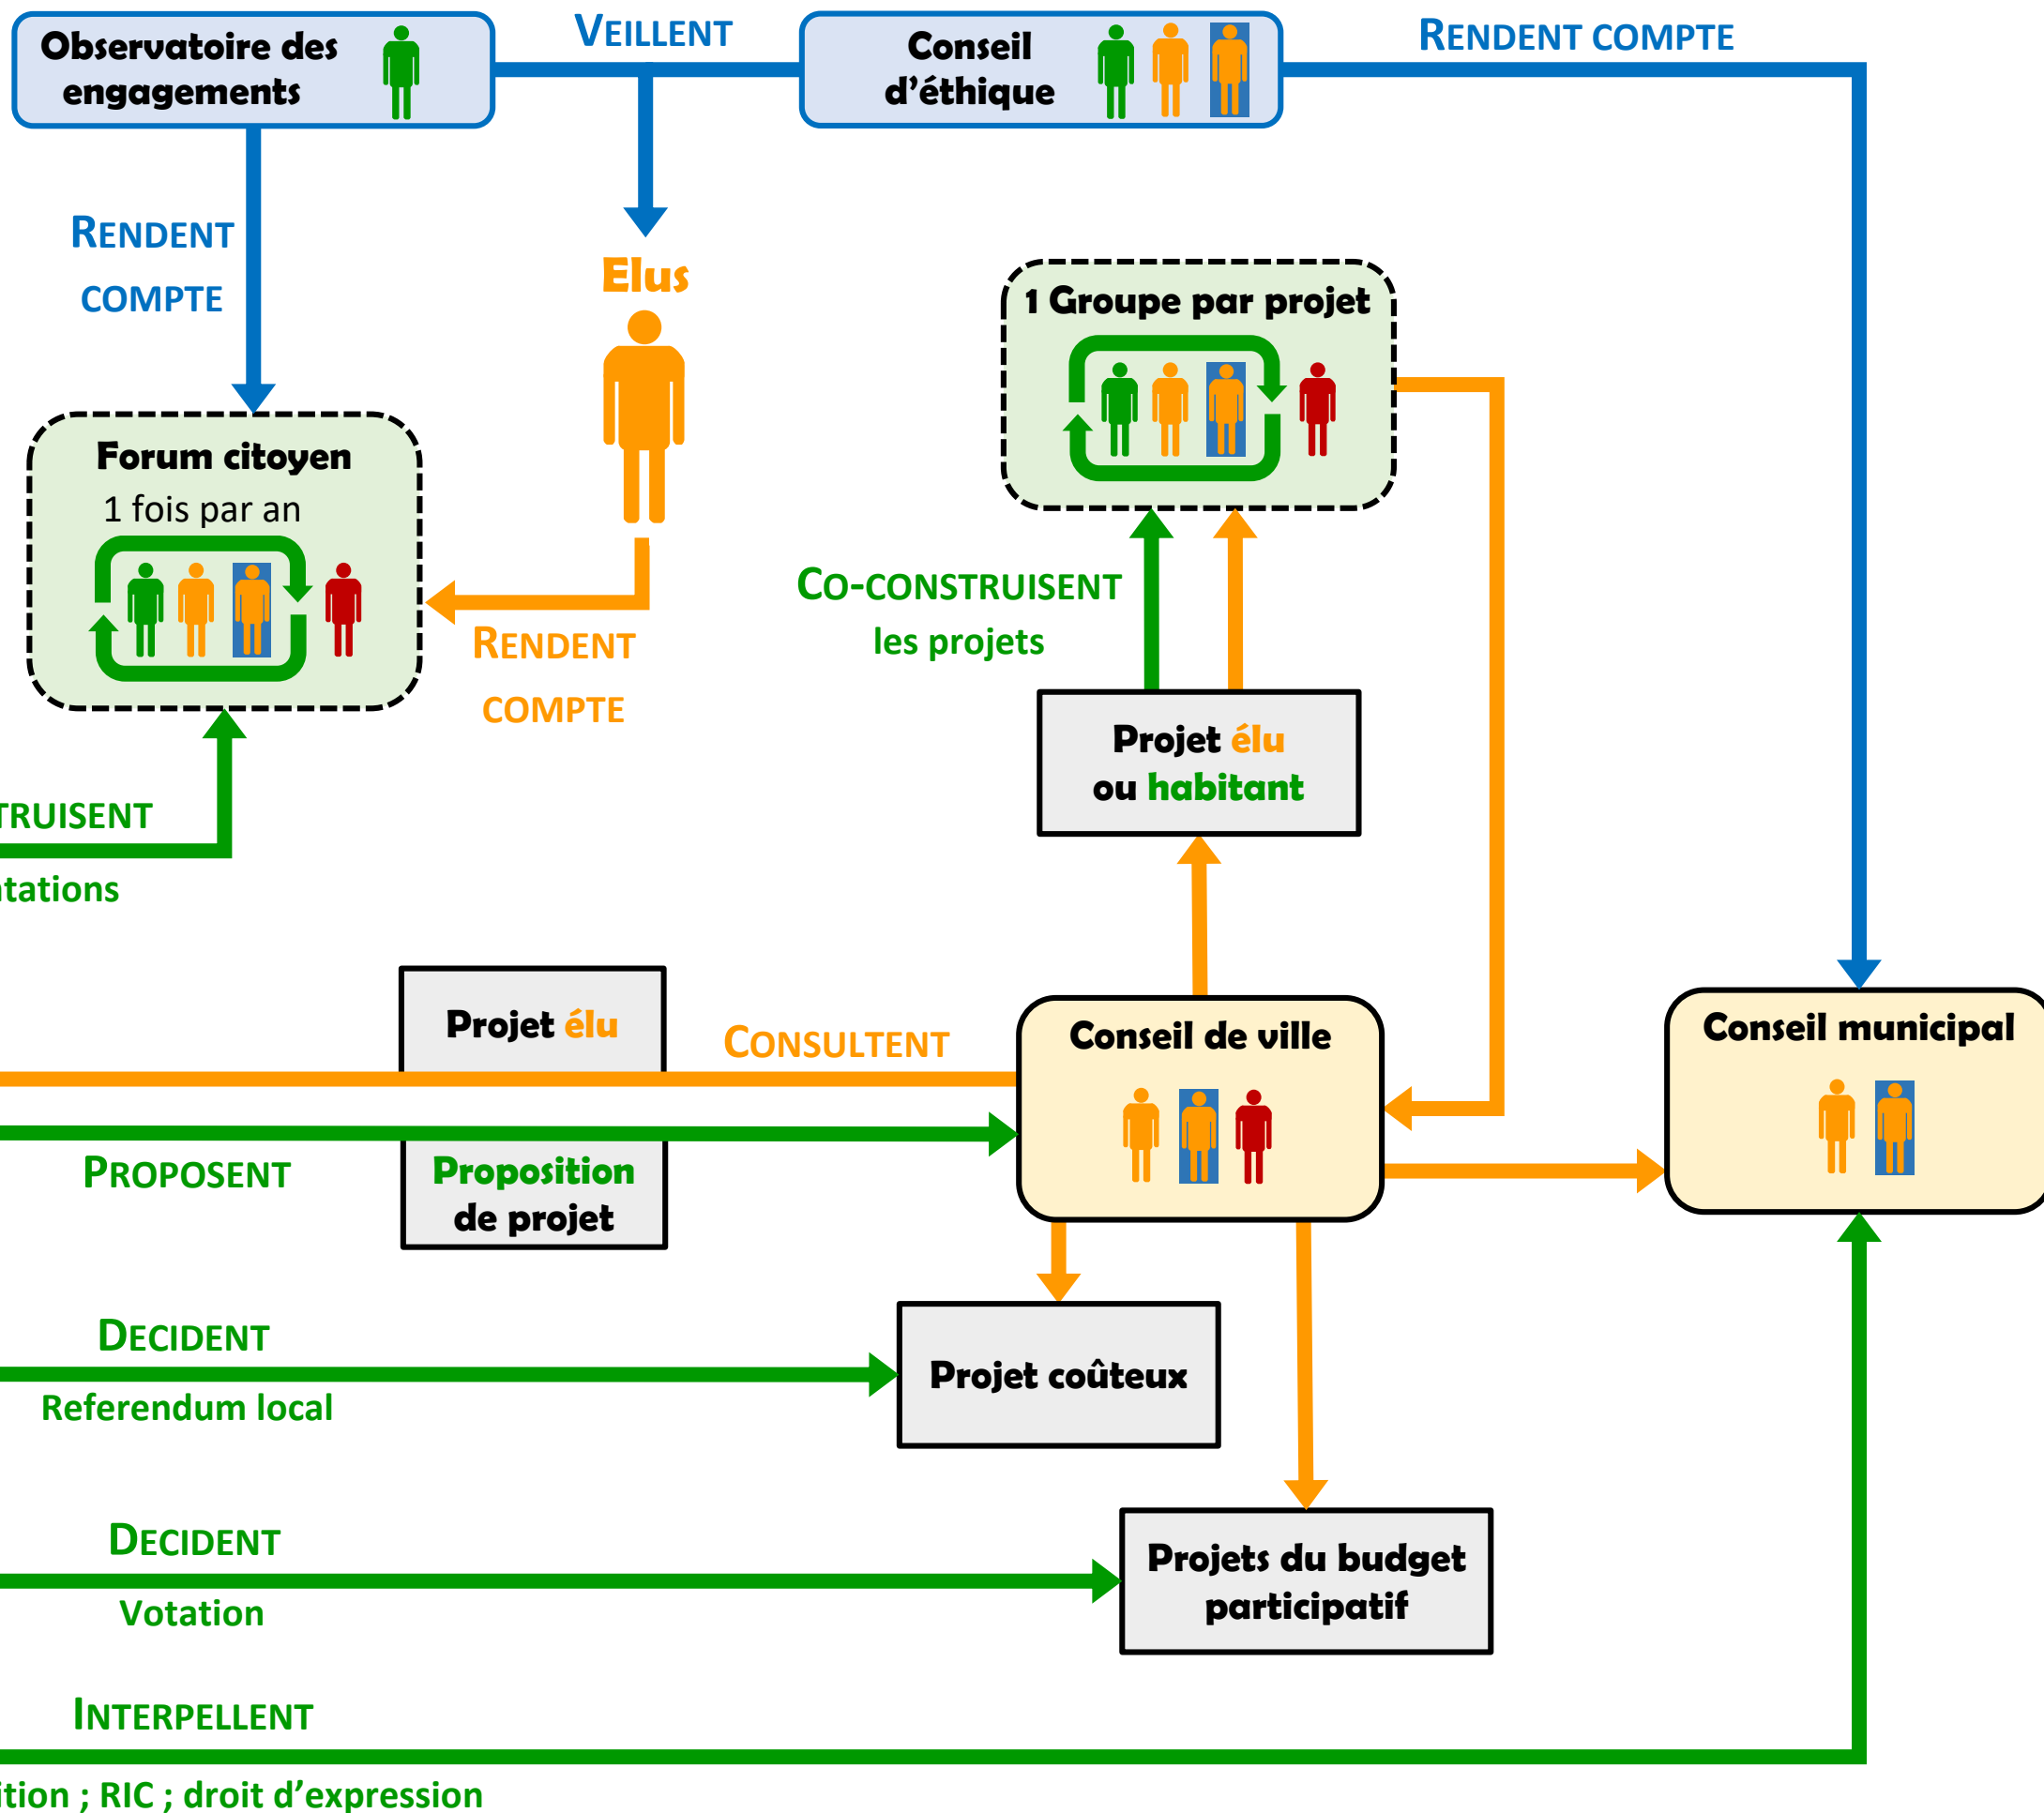 Observatoire des
engagements
VEILLENT
Conseil
d'éthique
RENDENT COMPTE
RENDENT
COMPTE
Elus
1 Groupe par projet
Forum citoyen
1 fois par an
RENDENT
COMPTE
CO-CONSTRUISENT
les projets
Projet élu
ou habitant
TRUISENT
tations
Projet élu
CONSULTENT
Conseil de ville
Conseil municipal
PROPOSENT
Proposition
de projet
DECIDENT
Referendum local
Projet coûteux
DECIDENT
Votation
Projets du budget
participatif
INTERPELLENT
ition ; RIC ; droit d'expression